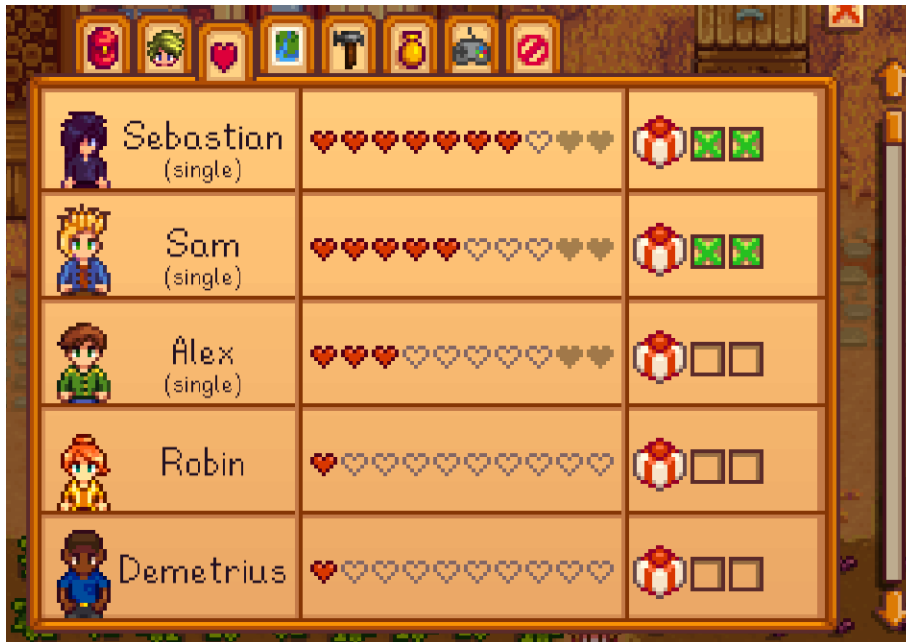 Sebastian
(single)
Sam
(single)
Alex
(single)
Robin
Demetrius